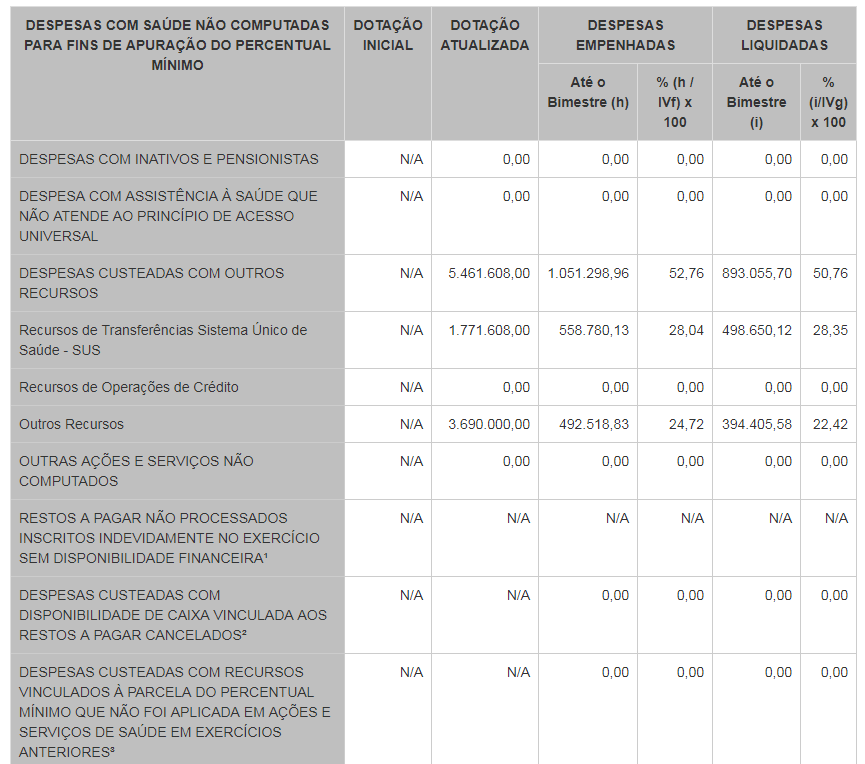 DESPESAS COM SAÚDE NÃO COMPUTADAS PARA FINS DE APURAÇÃO DO PERCENTUAL MÍNIMO DOTAÇÃO INICIAL DOTAÇÃO ATUALIZADA DESPESAS EMPENHADAS DESPESAS LIQUIDADAS
Até o Bimestre (h) % (h / IVf) x 100 Até o Bimestre (i) % (i/IVg) x 100
DESPESAS COM INATIVOS E PENSIONISTAS N/A 0,00 0,00 0,00 0,00 0,00
DESPESA COM ASSISTÊNCIA À SAÚDE QUE N/A 0,00 0,00 0,00 0,00 0,00
NÃO ATENDE AO PRINCÍPIO DE ACESSO
UNIVERSAL
DESPESAS CUSTEADAS COM OUTROS N/A 5.461.608,00 1.051.298,96 52,76 893.055,70 50,76
RECURSOS
Recursos de Transferências Sistema Único de N/A 1.771.608,00 558.780,13 28,04 498.650,12 28,35
Saúde - SUS
Recursos de Operações de Crédito N/A 0,00 0,00 0,00 0,00 0,00
Outros Recursos N/A 3.690.000,00 492.518,83 24,72 394.405,58 22,42
OUTRAS AÇÕES E SERVIÇOS NÃO N/A 0,00 0,00 0,00 0,00 0,00
COMPUTADOS
RESTOS A PAGAR NÃO PROCESSADOS N/A N/A N/A N/A N/A N/A
INSCRITOS INDEVIDAMENTE NO EXERCÍCIO
SEM DISPONIBILIDADE FINANCEIRA¹
DESPESAS CUSTEADAS COM N/A N/A 0,00 0,00 0,00 0,00
DISPONIBILIDADE DE CAIXA VINCULADA AOS
RESTOS A PAGAR CANCELADOS²
DESPESAS CUSTEADAS COM RECURSOS N/A N/A 0,00 0,00 0,00 0,00
VINCULADOS À PARCELA DO PERCENTUAL
MÍNIMO QUE NÃO FOI APLICADA EM AÇÕES E
SERVIÇOS DE SAÚDE EM EXERCÍCIOS
ANTERIORES³